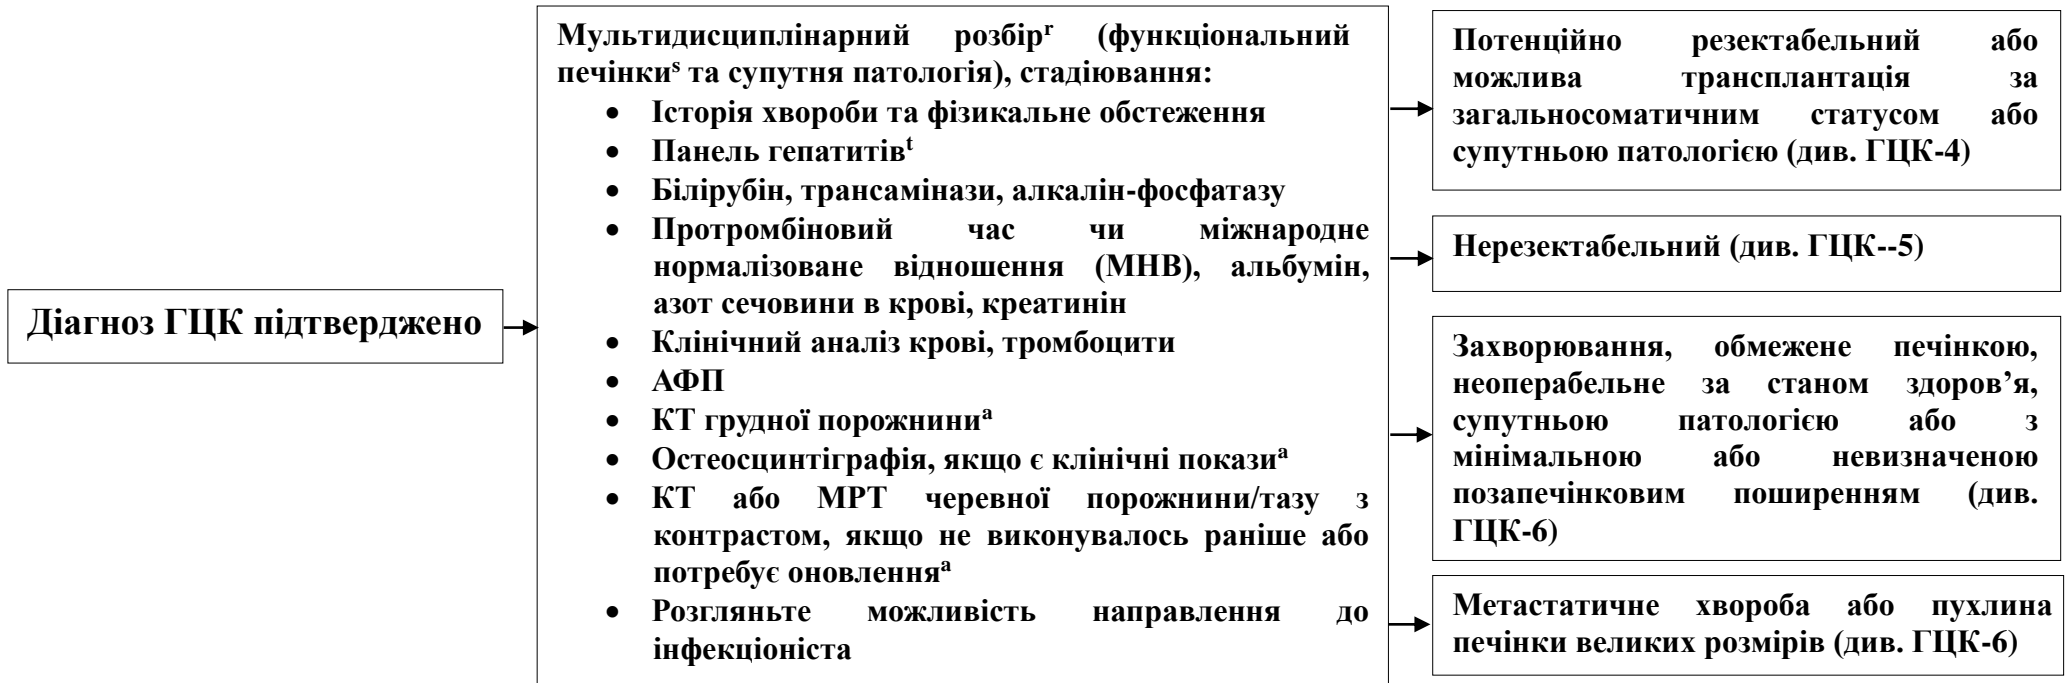 Діагноз ГЦК підтверджено
Мультидисциплінарний розбірʳ (функціональний
печінкиˢ та супутня патологія), стадіювання:
• Історія хвороби та фізикальне обстеження
• Панель гепатитівᵗ
• Білірубін, трансамінази, алкалін-фосфатазу
• Протромбіновий час чи міжнародне
нормалізоване відношення (МНВ), альбумін,
азот сечовини в крові, креатинін
• Клінічний аналіз крові, тромбоцити
• АФП
• КТ грудної порожниниᵃ
• Остеосцинтіграфія, якщо є клінічні показиᵃ
• КТ або МРТ черевної порожнини/тазу з
контрастом, якщо не виконувалось раніше або
потребує оновленняᵃ
• Розгляньте можливість направлення до
інфекціоніста
Потенційно резектабельний або
можлива трансплантація за
загальносоматичним статусом або
супутньою патологією (див. ГЦК-4)
Нерезектабельний (див. ГЦК--5)
Захворювання, обмежене печінкою,
неоперабельне за станом здоров’я,
супутньою патологією або з
мінімальною або невизначеною
позапечінковим поширенням (див.
ГЦК-6)
Метастатичне хвороба або пухлина
печінки великих розмірів (див. ГЦК-6)